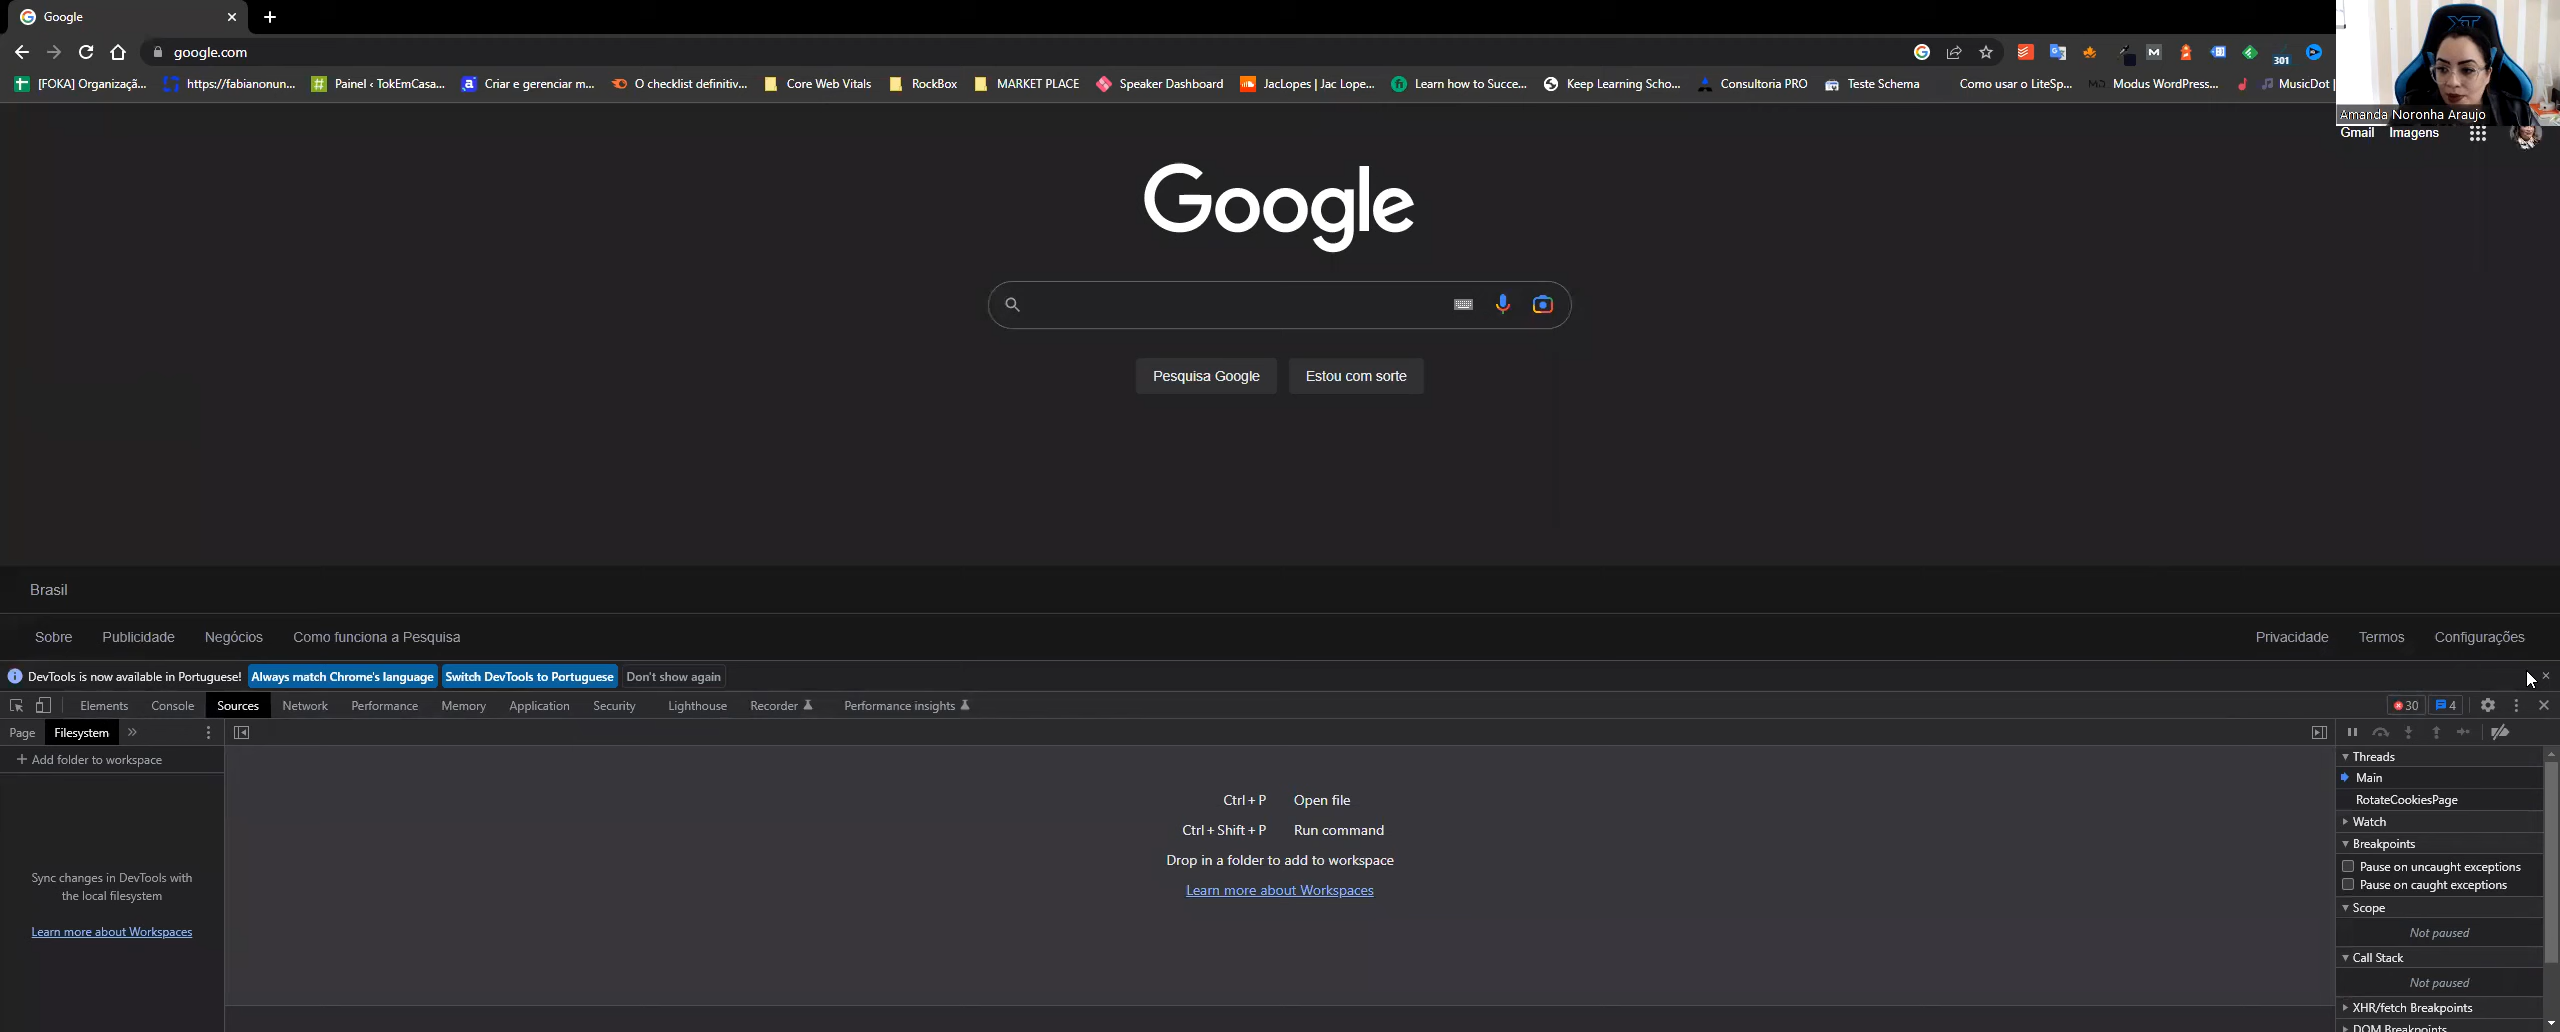 Google
google.com
301
[FOKA] Organizaçã...
https://fabianonun...
Painel ‹ TokEmCasa...
Criar e gerenciar m...
O checklist definitiv...
Core Web Vitals
RockBox
MARKET PLACE
Speaker Dashboard
JacLopes | Jac Lope...
Learn how to Succe...
Keep Learning Scho...
Consultoria PRO
Teste Schema
Como usar o LiteSp...
Modus WordPress...
MusicDot |
Amanda Noronha Araujo
Gmail Imagens
Google
Pesquisa Google Estou com sorte
Brasil
Sobre Publicidade Negócios Como funciona a Pesquisa Privacidade Termos Configurações
DevTools is now available in Portuguese! Always match Chrome's language Switch DevTools to Portuguese Don't show again
Elements Console Sources Network Performance Memory Application Security Lighthouse Recorder Performance insights 30 4
Page Filesystem
+ Add folder to workspace
Sync changes in DevTools with
the local filesystem
Learn more about Workspaces
Ctrl + P Open file
Ctrl + Shift + P Run command
Drop in a folder to add to workspace
Learn more about Workspaces
Threads
Main
RotateCookiesPage
Watch
Breakpoints
Pause on uncaught exceptions
Pause on caught exceptions
Scope
Not paused
Call Stack
Not paused
XHR/fetch Breakpoints
DOM Breakpoints